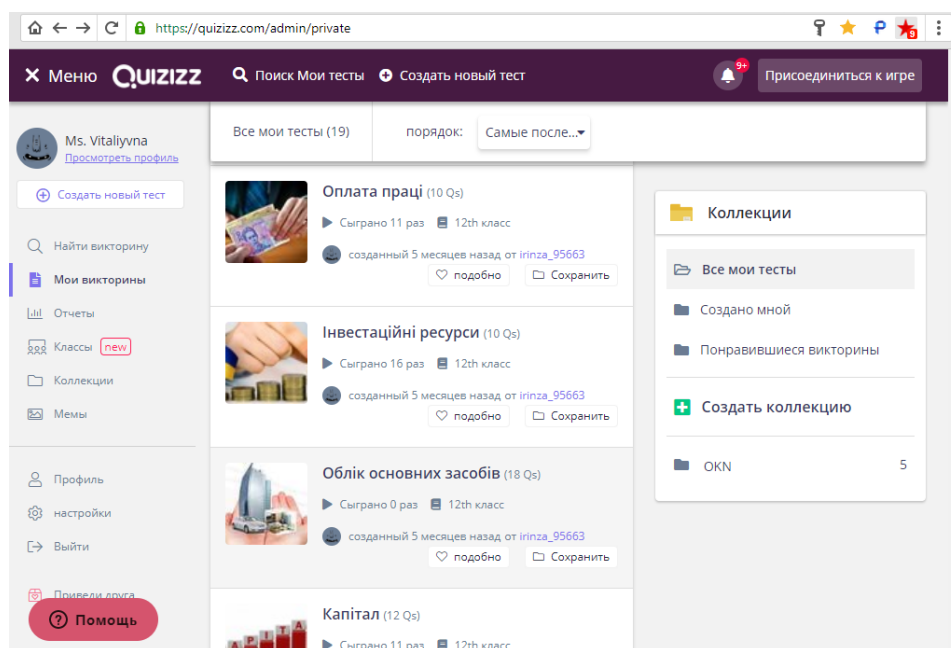 https://quizizz.com/admin/private
9
Меню QUIZIZZ Поиск Мои тесты Создать новый тест 9+ Присоединиться к игре
Ms. Vitaliyvna
Просмотреть профиль
Создать новый тест
Найти викторину
Мои викторины
Отчеты
Классы new
Коллекции
Мемы
Профиль
настройки
Выйти
Приведи друга
Помощь
Все мои тесты (19) порядок: Самые после...
Оплата праці (10 Qs)
Сыграно 11 раз 12th класс
созданный 5 месяцев назад от irinza_95663
подобно Сохранить
Інвестаційні ресурси (10 Qs)
Сыграно 16 раз 12th класс
созданный 5 месяцев назад от irinza_95663
подобно Сохранить
Облік основних засобів (18 Qs)
Сыграно 0 раз 12th класс
созданный 5 месяцев назад от irinza_95663
подобно Сохранить
Капітал (12 Qs)
Сыграно 11 раз 12th класс
Коллекции
Все мои тесты
Создано мной
Понравившиеся викторины
Создать коллекцию
OKN 5